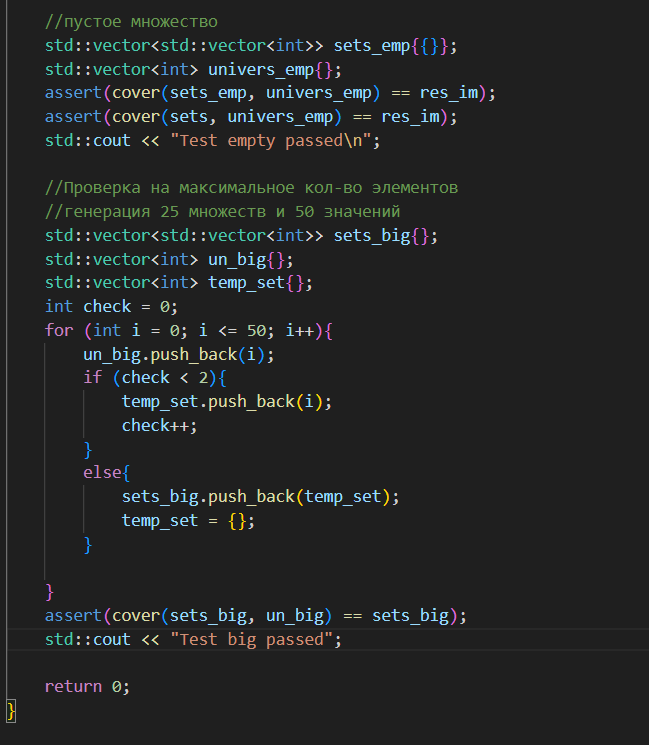 //пустое множество
std::vector<std::vector<int>> sets_emp{{}};
std::vector<int> univers_emp{};
assert(cover(sets_emp, univers_emp) == res_im);
assert(cover(sets, univers_emp) == res_im);
std::cout << "Test empty passed\n";
//Проверка на максимальное кол-во элементов
//генерация 25 множеств и 50 значений
std::vector<std::vector<int>> sets_big{};
std::vector<int> un_big{};
std::vector<int> temp_set{};
int check = 0;
for (int i = 0; i <= 50; i++){
un_big.push_back(i);
if (check < 2){
temp_set.push_back(i);
check++;
}
else{
sets_big.push_back(temp_set);
temp_set = {};
}
}
assert(cover(sets_big, un_big) == sets_big);
std::cout << "Test big passed";
return 0;
}